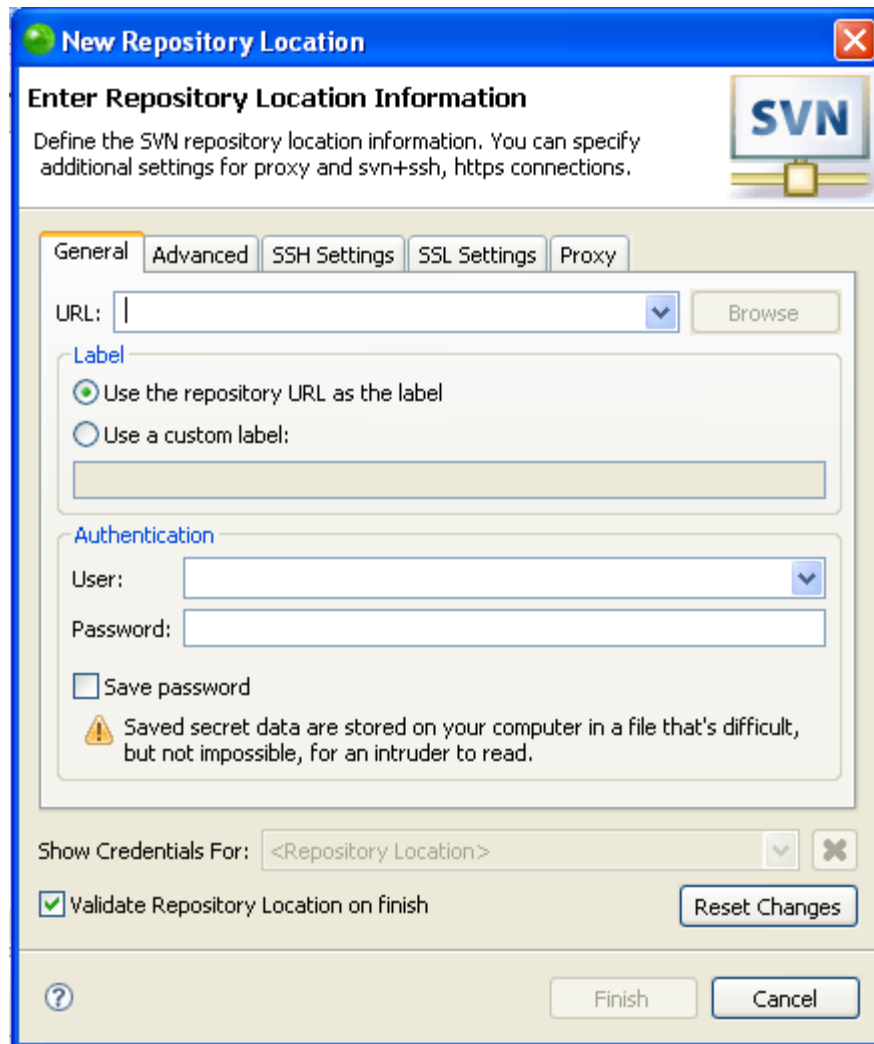 New Repository Location
Enter Repository Location Information
Define the SVN repository location information. You can specify
additional settings for proxy and svn+ssh, https connections.
SVN
General Advanced SSH Settings SSL Settings Proxy
URL: Browse
Label
Use the repository URL as the label
Use a custom label:
Authentication
User:
Password:
Save password
Saved secret data are stored on your computer in a file that's difficult,
but not impossible, for an intruder to read.
Show Credentials For: <Repository Location>
Validate Repository Location on finish Reset Changes
? Finish Cancel